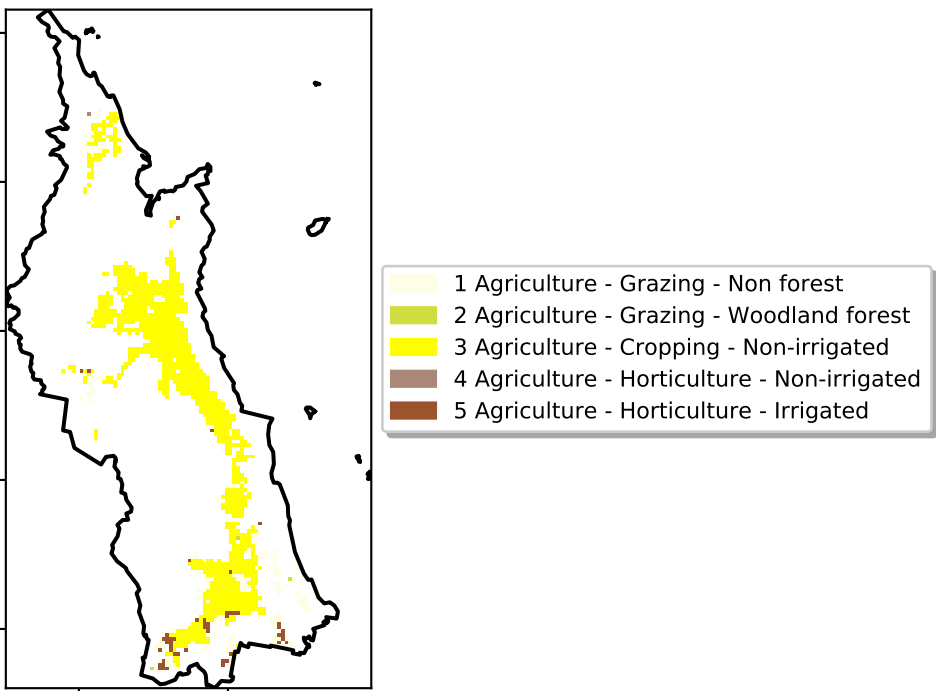 1 Agriculture - Grazing - Non forest
2 Agriculture - Grazing - Woodland forest
3 Agriculture - Cropping - Non-irrigated
4 Agriculture - Horticulture - Non-irrigated
5 Agriculture - Horticulture - Irrigated